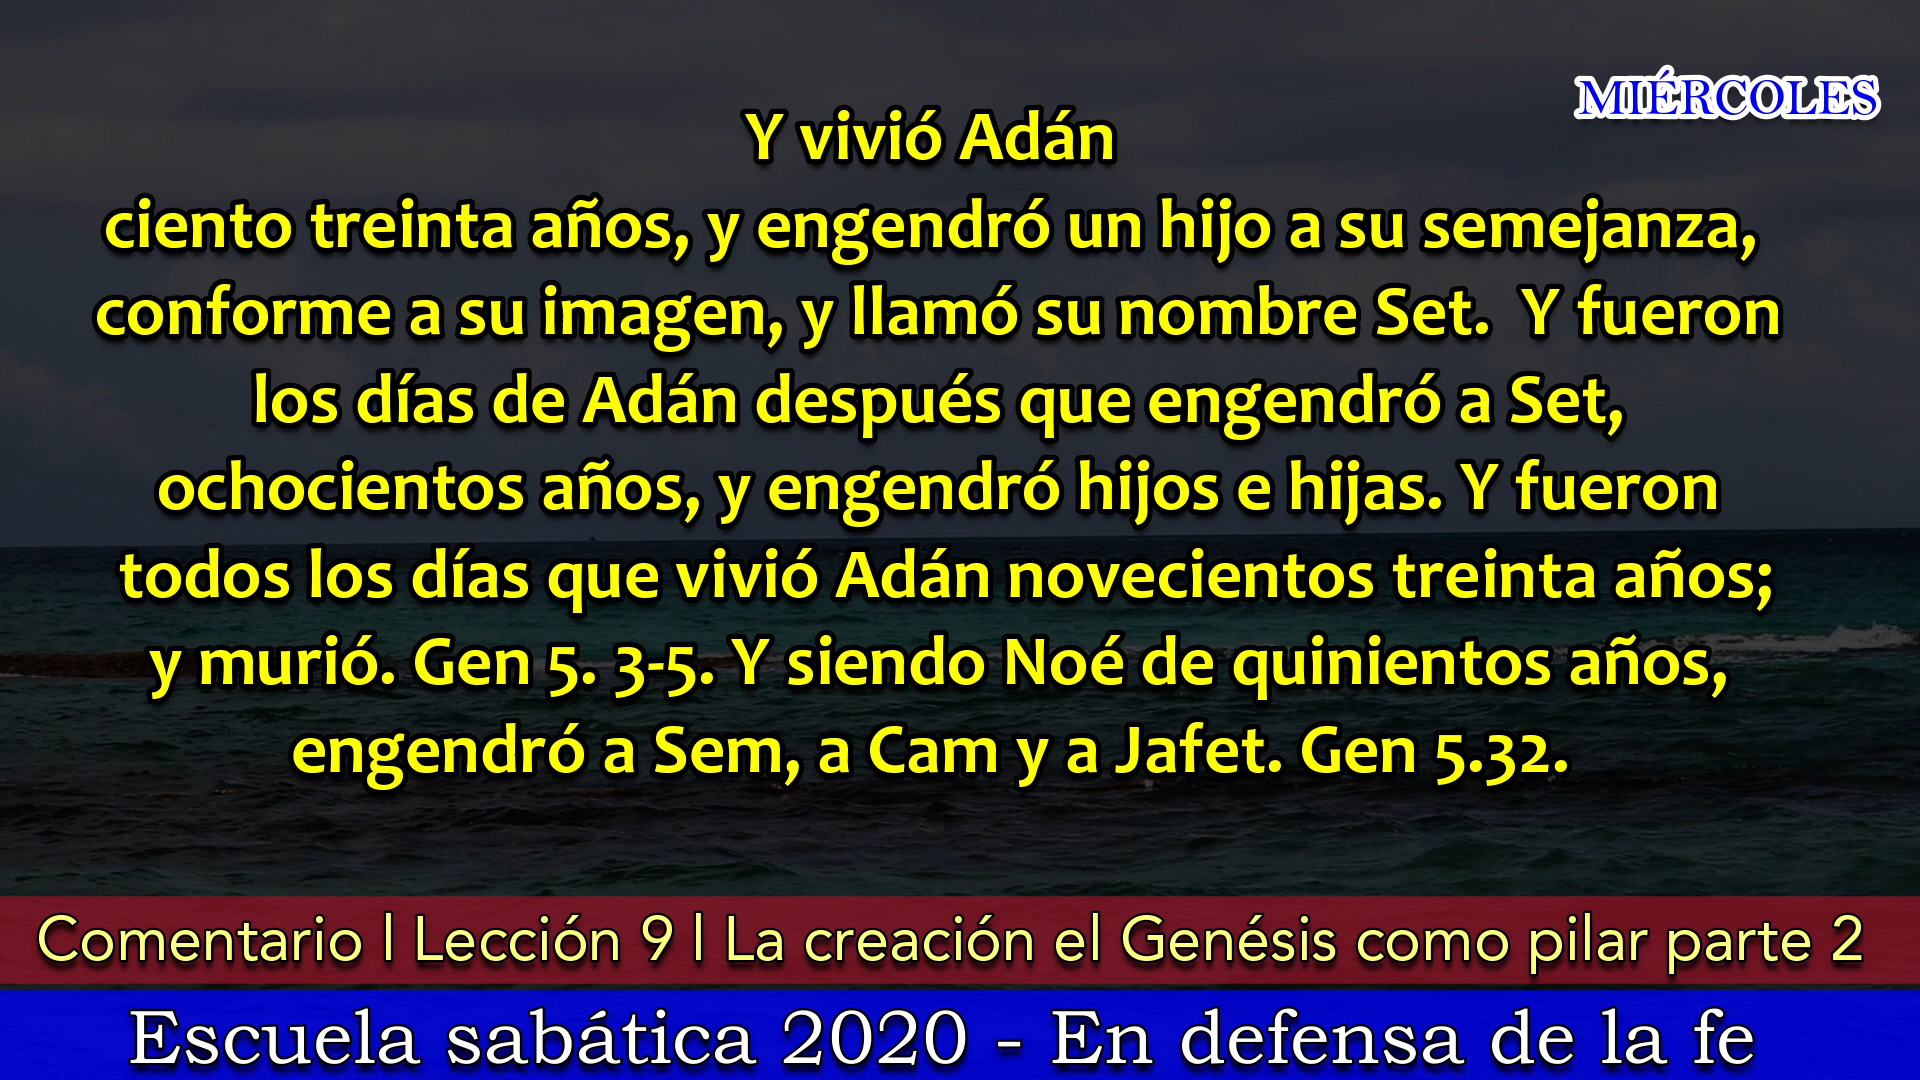 MIÉRCOLES
Y vivió Adán
ciento treinta años, y engendró un hijo a su semejanza,
conforme a su imagen, y llamó su nombre Set.  Y fueron
los días de Adán después que engendró a Set,
ochocientos años, y engendró hijos e hijas. Y fueron
todos los días que vivió Adán novecientos treinta años;
y murió. Gen 5. 3-5. Y siendo Noé de quinientos años,
engendró a Sem, a Cam y a Jafet. Gen 5.32.
Comentario | Lección 9 | La creación el Genésis como pilar parte 2
Escuela sabática 2020 - En defensa de la fe